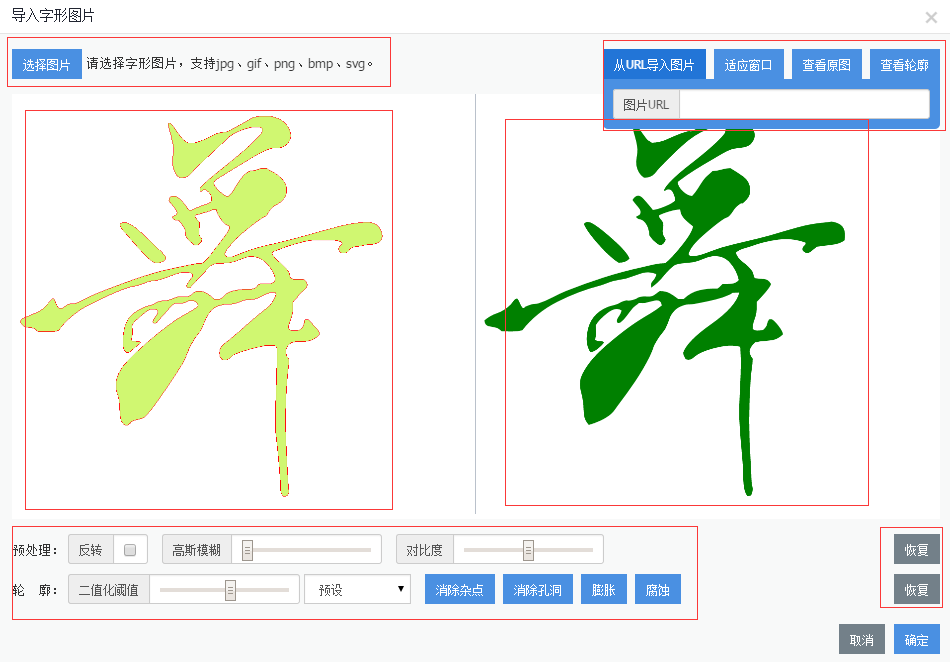 导入字形图片 ×
选择图片 请选择字形图片，支持jpg、gif、png、bmp、svg。 从URL导入图片 适应窗口 查看原图 查看轮廓
图片URL
舞 舞
预处理： 反转 高斯模糊 对比度 恢复
轮 廓： 二值化阈值 预设 消除杂点 消除孔洞 膨胀 腐蚀 恢复
取消 确定